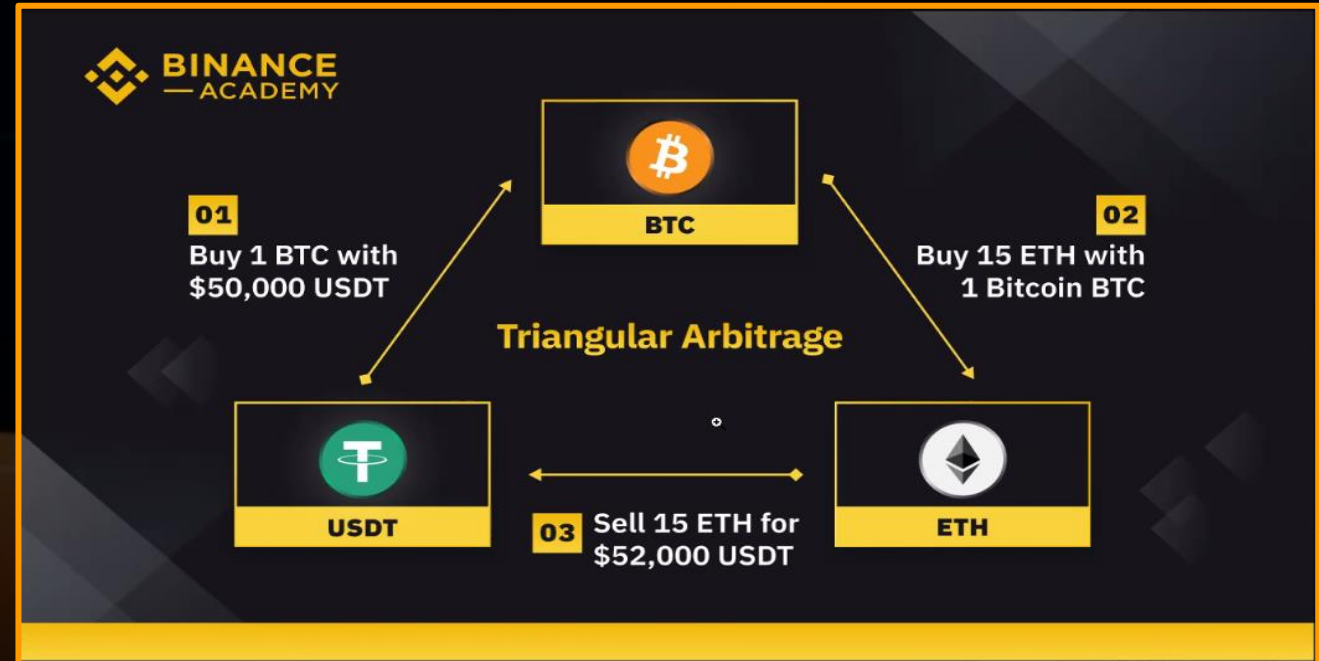 BINANCE
ACADEMY
BTC
01
Buy 1 BTC with
$50,000 USDT
02
Buy 15 ETH with
1 Bitcoin BTC
Triangular Arbitrage
USDT
03
Sell 15 ETH for
$52,000 USDT
ETH